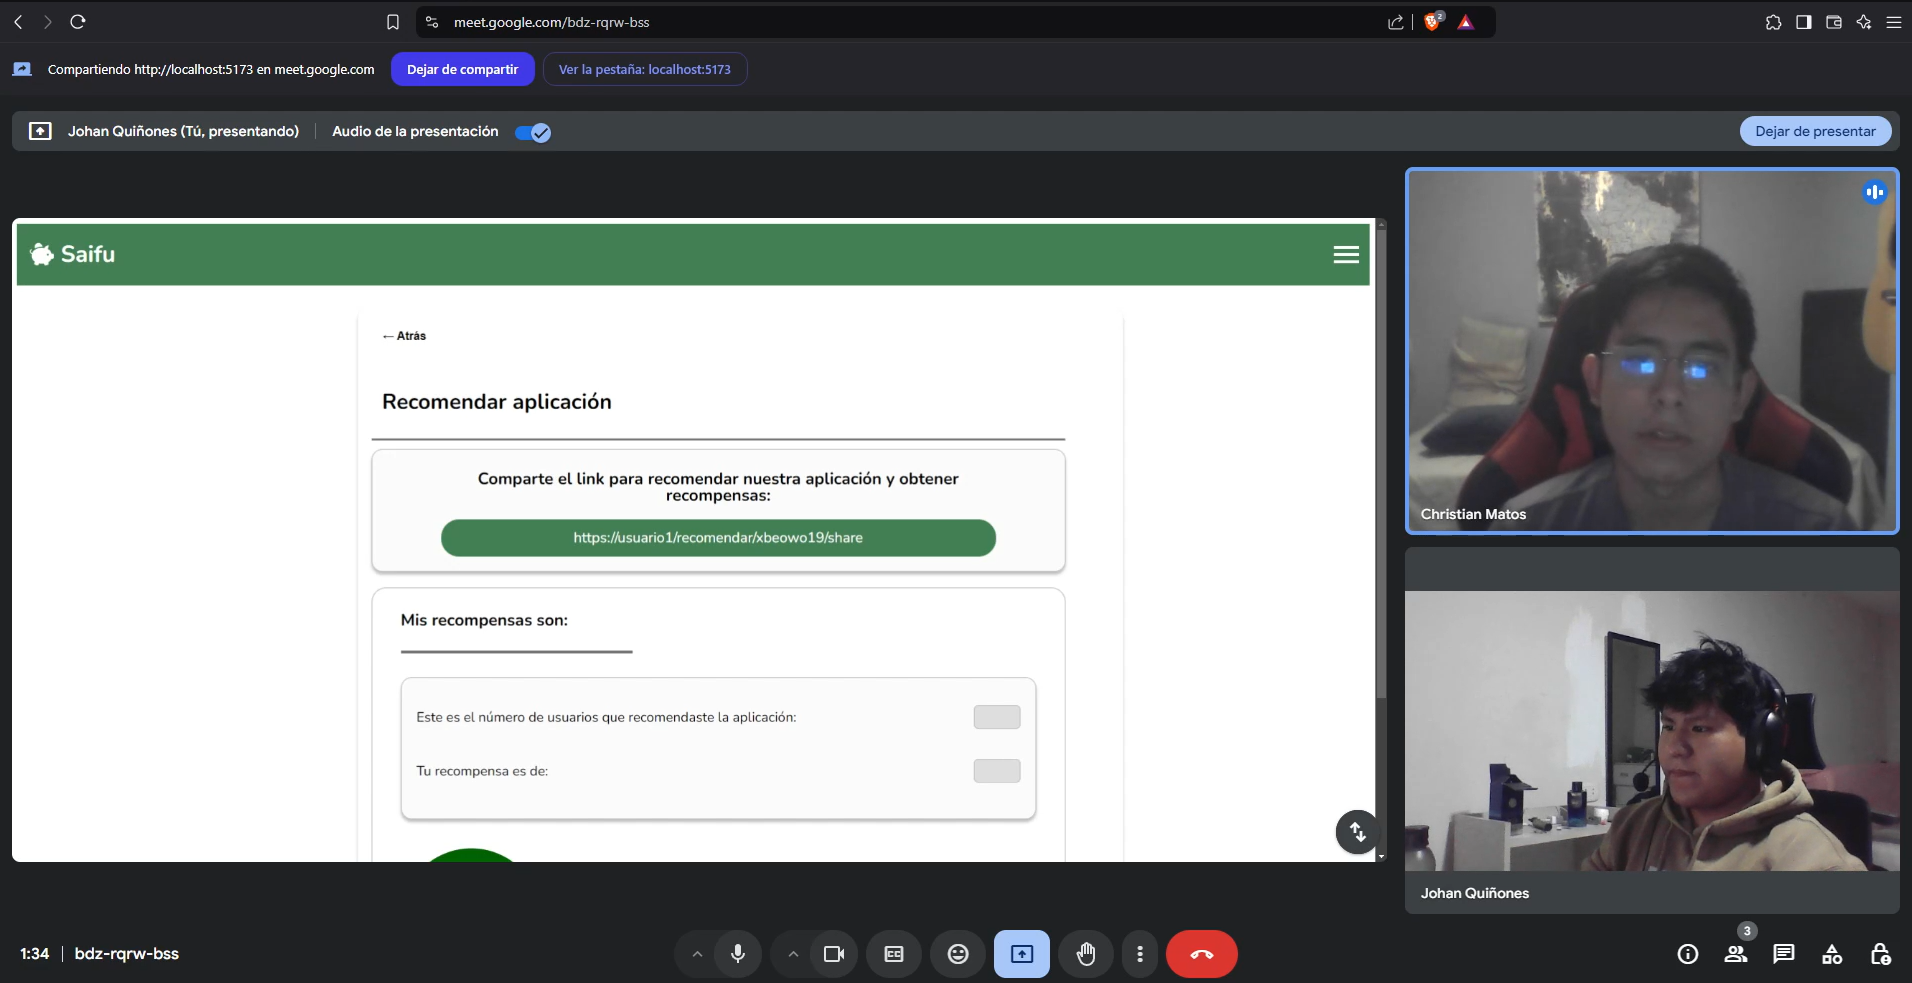 meet.google.com/bdz-rqrw-bss
2
Compartiendo http://localhost:5173 en meet.google.com
Dejar de compartir
Ver la pestaña: localhost:5173
Johan Quiñones (Tú, presentando)
Audio de la presentación
Dejar de presentar
Saifu
← Atrás
Recomendar aplicación
Comparte el link para recomendar nuestra aplicación y obtener
recompensas:
https://usuario1/recomendar/xbeowo19/share
Mis recompensas son:
Este es el número de usuarios que recomendaste la aplicación:
Tu recompensa es de:
Christian Matos
Johan Quiñones
1:34
bdz-rqrw-bss
3